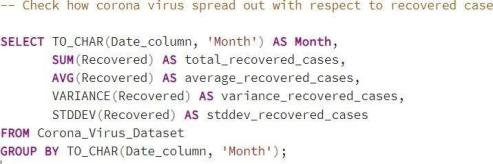 -- Check how corona virus spread out with respect to recovered case
SELECT TO_CHAR(Date_column, 'Month') AS Month,
SUM(Recovered) AS total_recovered_cases,
AVG(Recovered) AS average_recovered_cases,
VARIANCE(Recovered) AS variance_recovered_cases,
STDDEV(Recovered) AS stddev_recovered_cases
FROM Corona_Virus_Dataset
GROUP BY TO_CHAR(Date_column, 'Month');